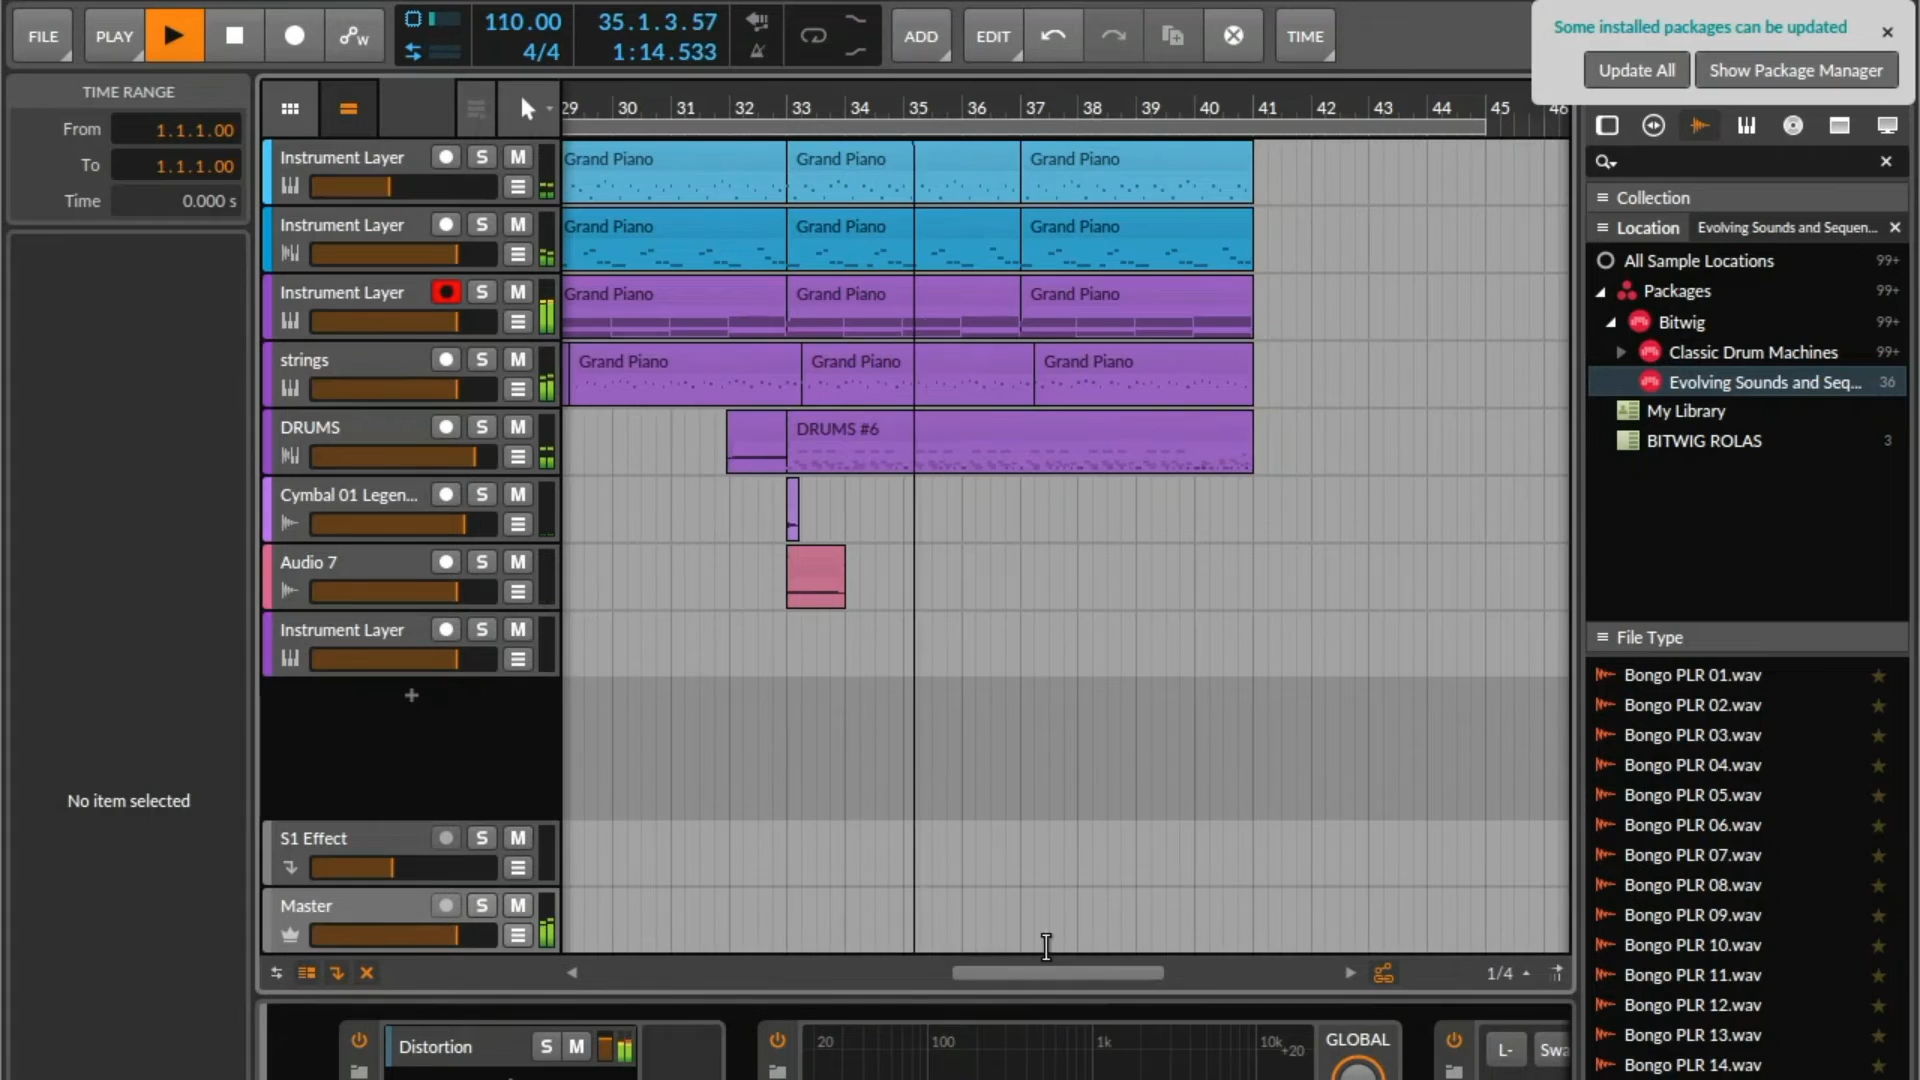 FILE
PLAY
110.00
4/4
35.1.3.57
1:14.533
ADD
EDIT
TIME
Some installed packages can be updated
Update All
Show Package Manager
TIME RANGE
From 1.1.1.00
To 1.1.1.00
Time 0.000 s
No item selected
29 30 31 32 33 34 35 36 37 38 39 40 41 42 43 44 45 46
Instrument Layer S M
Grand Piano Grand Piano Grand Piano
Instrument Layer S M
Grand Piano Grand Piano Grand Piano
Instrument Layer S M
Grand Piano Grand Piano Grand Piano
strings S M
Grand Piano Grand Piano Grand Piano
DRUMS S M
DRUMS #6
Cymbal 01 Legen... S M
Audio 7 S M
Instrument Layer S M
+
S1 Effect S M
Master S M
1/4
Distortion S M
20 100 1k 10k +20
GLOBAL
L-
Swa
Collection
Location Evolving Sounds and Sequen...
All Sample Locations 99+
Packages 99+
Bitwig 99+
Classic Drum Machines 99+
Evolving Sounds and Seq... 36
My Library
BITWIG ROLAS 3
File Type
Bongo PLR 01.wav
Bongo PLR 02.wav
Bongo PLR 03.wav
Bongo PLR 04.wav
Bongo PLR 05.wav
Bongo PLR 06.wav
Bongo PLR 07.wav
Bongo PLR 08.wav
Bongo PLR 09.wav
Bongo PLR 10.wav
Bongo PLR 11.wav
Bongo PLR 12.wav
Bongo PLR 13.wav
Bongo PLR 14.wav